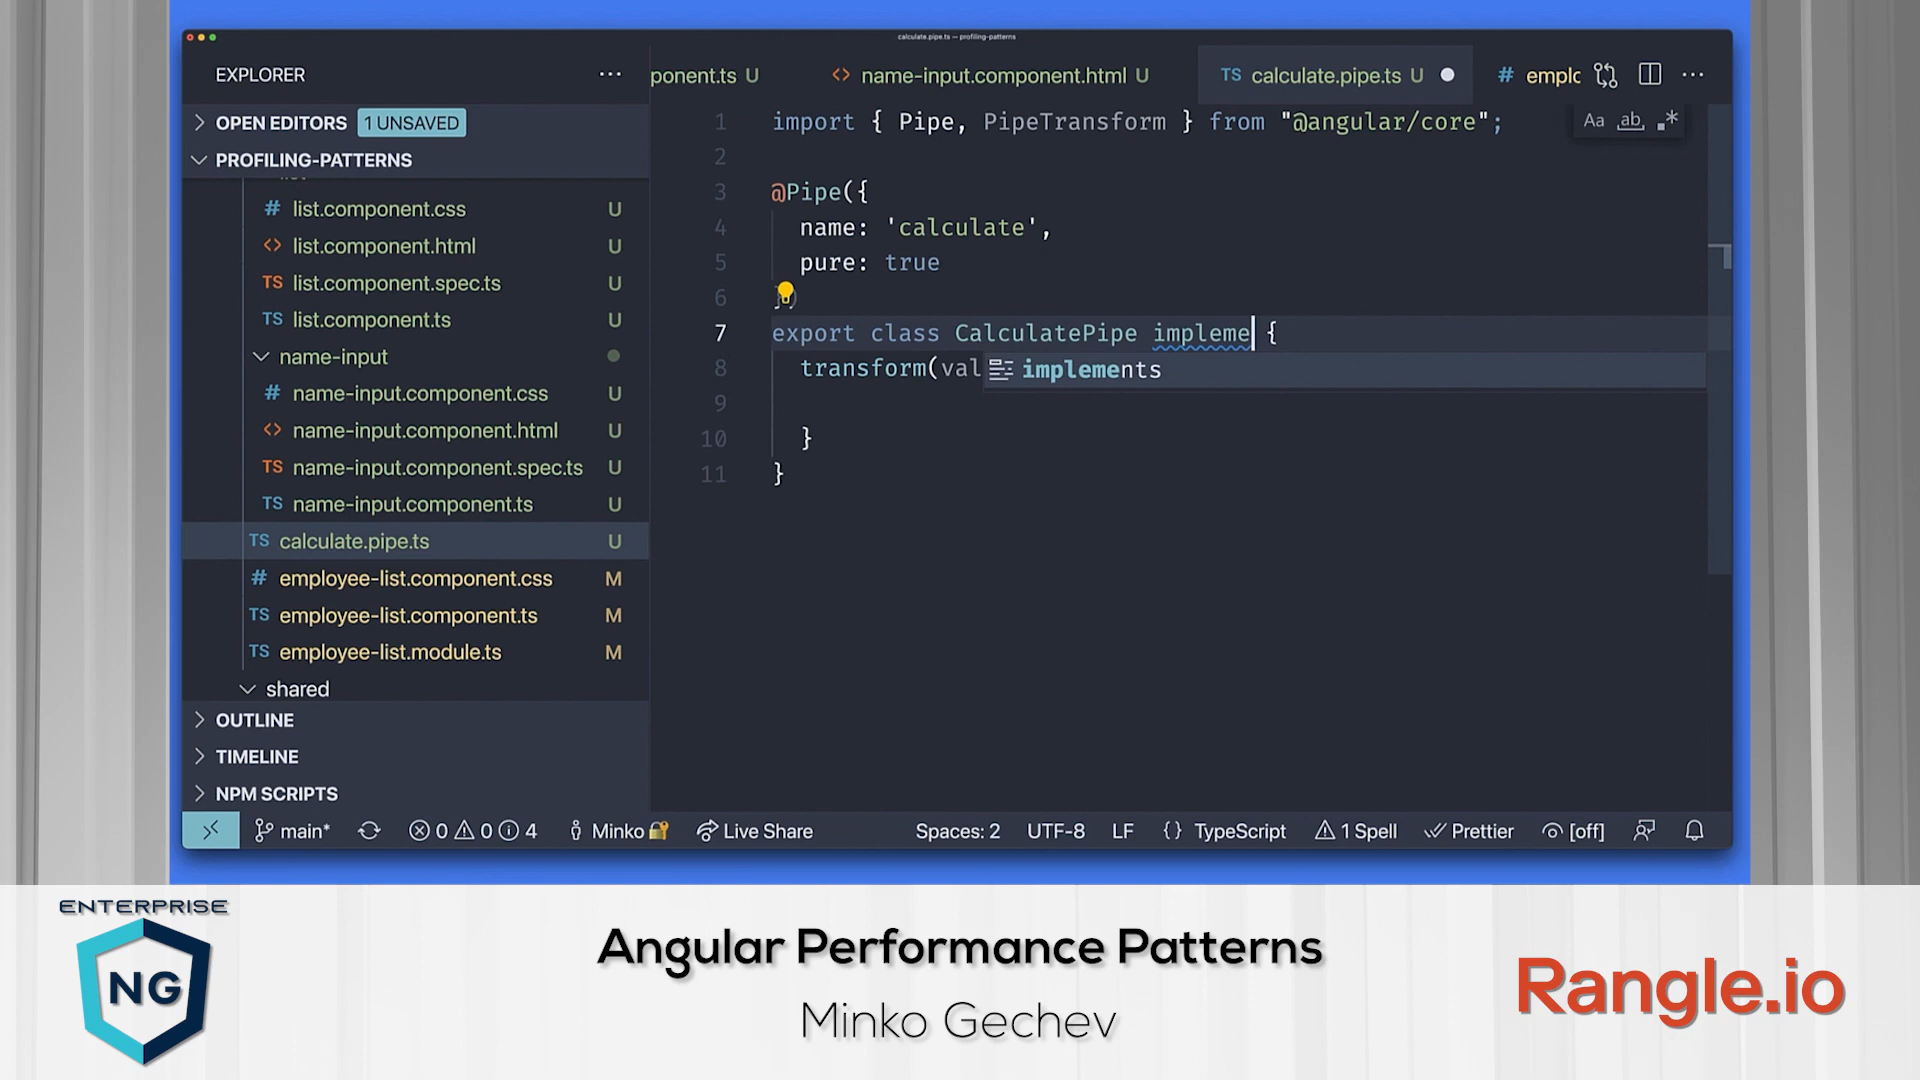 calculate.pipe.ts — profiling-patterns
EXPLORER
ponent.ts U
<> name-input.component.html U
TS calculate.pipe.ts U
# emplc
OPEN EDITORS 1 UNSAVED
PROFILING-PATTERNS
# list.component.css U
<> list.component.html U
TS list.component.spec.ts U
TS list.component.ts U
name-input
# name-input.component.css U
<> name-input.component.html U
TS name-input.component.spec.ts U
TS name-input.component.ts U
TS calculate.pipe.ts U
# employee-list.component.css M
TS employee-list.component.ts M
TS employee-list.module.ts M
shared
OUTLINE
TIMELINE
NPM SCRIPTS
Aa ab .*
1 import { Pipe, PipeTransform } from "@angular/core";
2
3 @Pipe({
4 name: 'calculate',
5 pure: true
6 })
7 export class CalculatePipe impleme {
8 transform(val
implements
9
10 }
11 }
main* 0 0 4 Minko Live Share Spaces: 2 UTF-8 LF {} TypeScript 1 Spell Prettier [off]
ENTERPRISE
NG
Angular Performance Patterns
Minko Gechev
Rangle.io